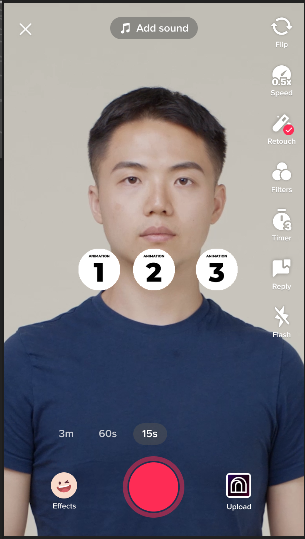 Add sound
Flip
0.5x
Speed
Retouch
Filters
3
Timer
Reply
Flash
ANIMATION
1
ANIMATION
2
ANIMATION
3
3m 60s 15s
Effects
Upload